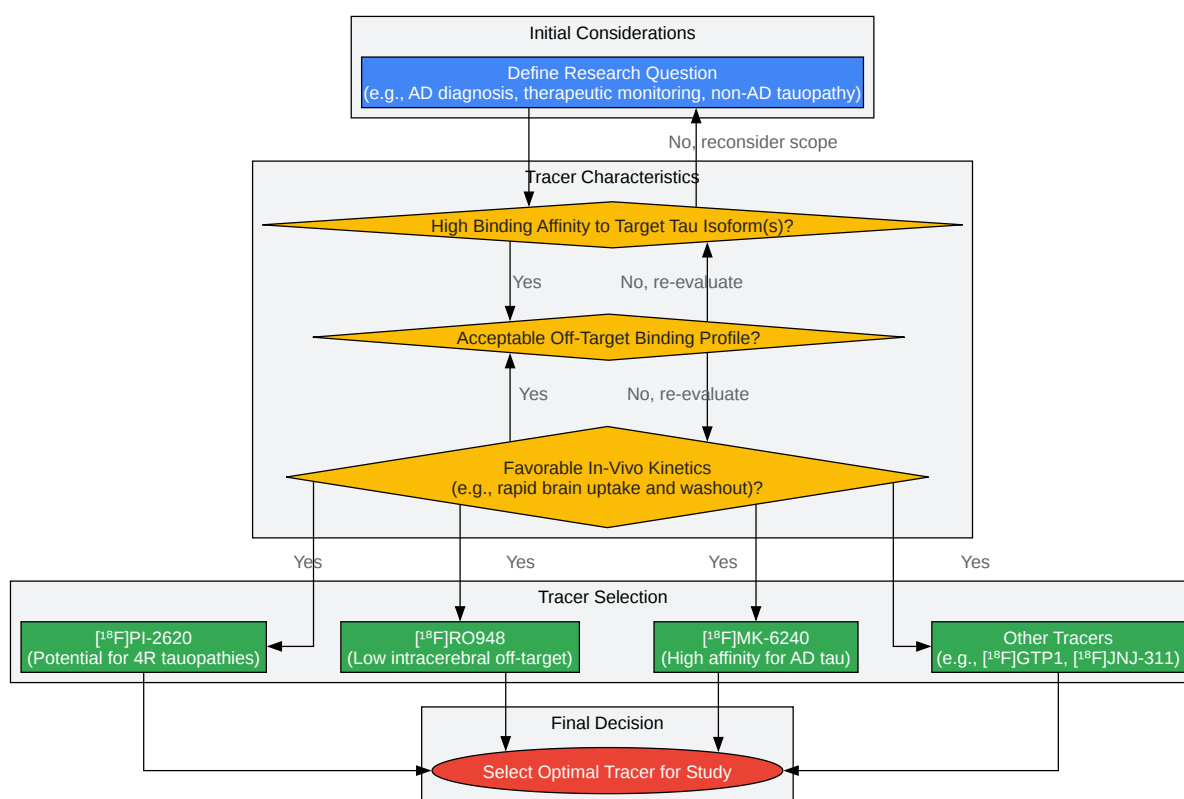 Initial Considerations
Define Research Question
(e.g., AD diagnosis, therapeutic monitoring, non-AD tauopathy)
No, reconsider scope
Tracer Characteristics
High Binding Affinity to Target Tau Isoform(s)?
Yes
No, re-evaluate
Acceptable Off-Target Binding Profile?
Yes
No, re-evaluate
Favorable In-Vivo Kinetics
(e.g., rapid brain uptake and washout)?
Yes
Yes
Yes
Yes
Tracer Selection
[¹⁸F]PI-2620
(Potential for 4R tauopathies)
[¹⁸F]RO948
(Low intracerebral off-target)
[¹⁸F]MK-6240
(High affinity for AD tau)
Other Tracers
(e.g., [¹⁸F]GTP1, [¹⁸F]JNJ-311)
Final Decision
Select Optimal Tracer for Study